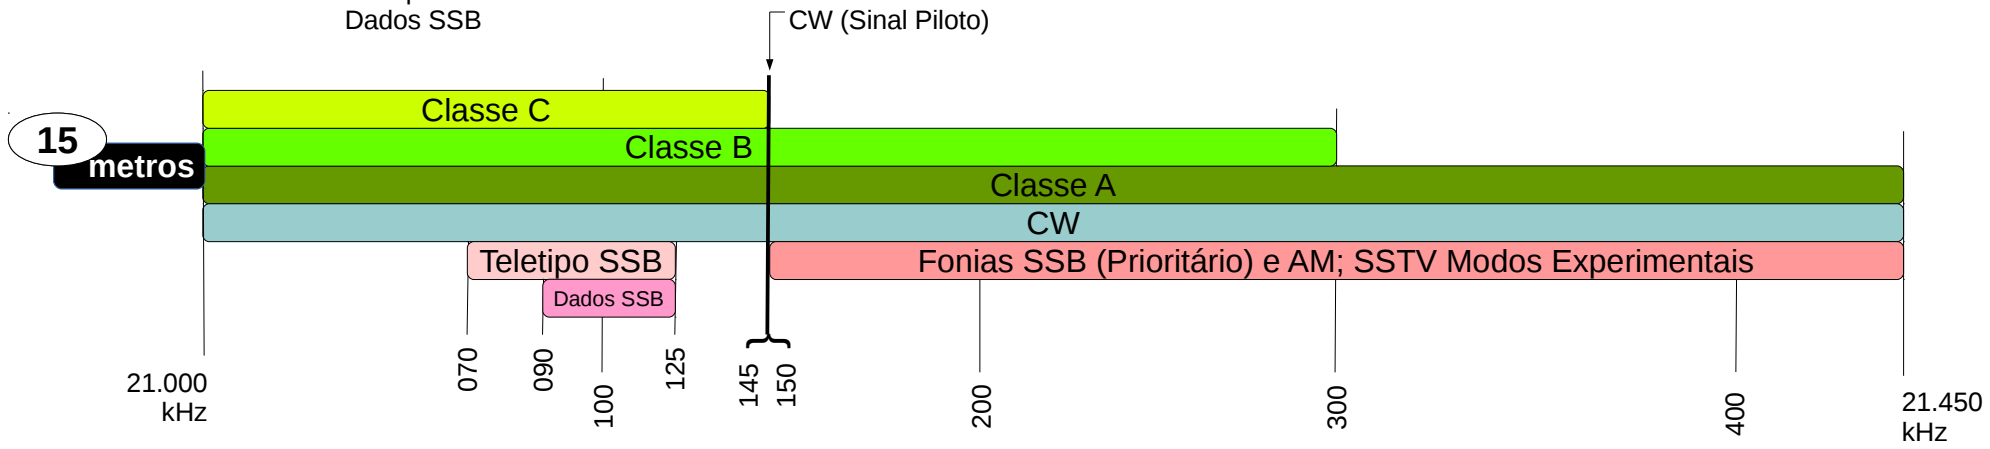 Dados SSB
CW (Sinal Piloto)
Classe C
15
Classe B
metros
Classe A
CW
Teletipo SSB
Fonias SSB (Prioritário) e AM; SSTV Modos Experimentais
Dados SSB
21.000
kHz
070
090
100
125
145
150
200
300
400
21.450
kHz